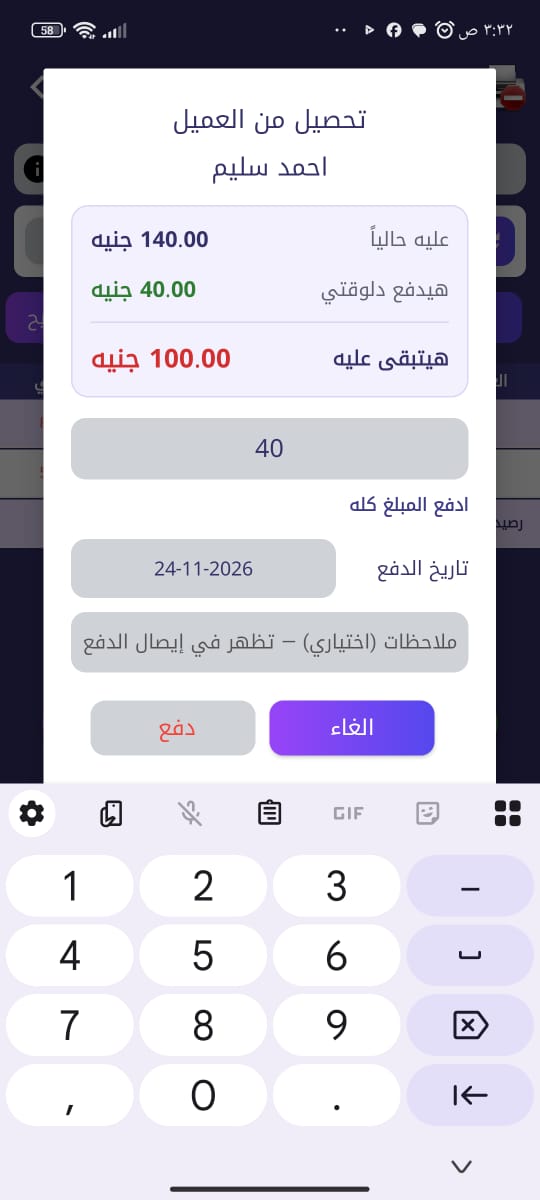 ٣:٣٢ ص
58
تحصيل من العميل
احمد سليم
عليه حالياً 140.00 جنيه
هيدفع دلوقتي 40.00 جنيه
هيتبقى عليه 100.00 جنيه
40
ادفع المبلغ كله
تاريخ الدفع 24-11-2026
ملاحظات (اختياري) – تظهر في إيصال الدفع
الغاء دفع
GIF
1 2 3 –
4 5 6
7 8 9
, 0 .